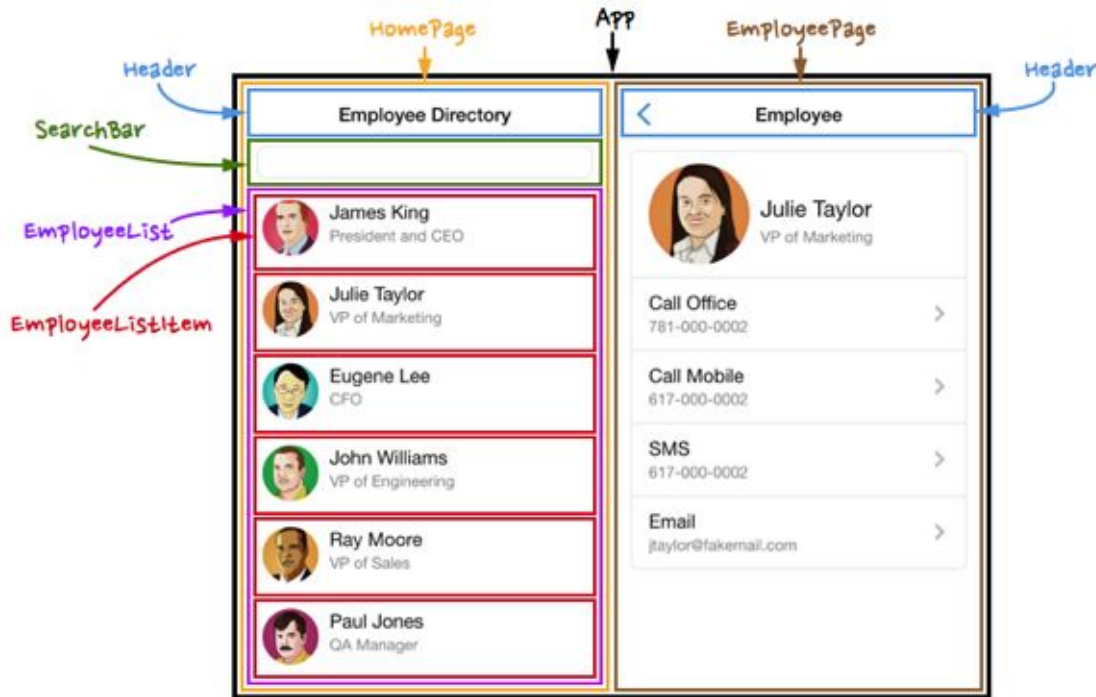 App
HomePage
EmployeePage
Header
Header
SearchBar
EmployeeList
EmployeeListItem
Employee Directory
James King
President and CEO
Julie Taylor
VP of Marketing
Eugene Lee
CFO
John Williams
VP of Engineering
Ray Moore
VP of Sales
Paul Jones
QA Manager
Employee
Julie Taylor
VP of Marketing
Call Office
781-000-0002
Call Mobile
617-000-0002
SMS
617-000-0002
Email
jtaylor@fakemail.com